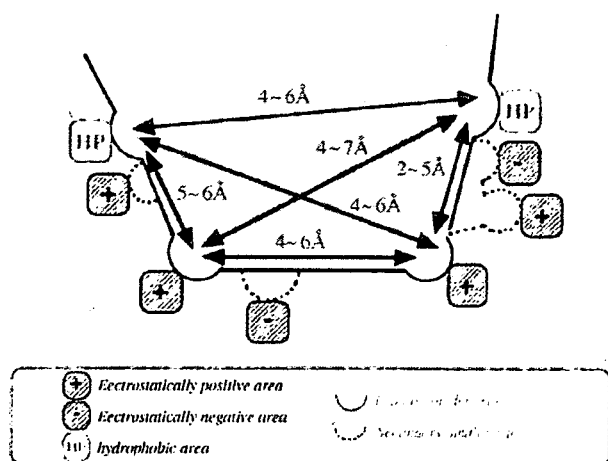 4~6Å
HP
HP
4~7Å
2~5Å
-
+
5~6Å
4~6Å
+
4~6Å
+
+
-
+ Eectrostatically positive area
- Eectrostatically negative area
HP hydrophobic area